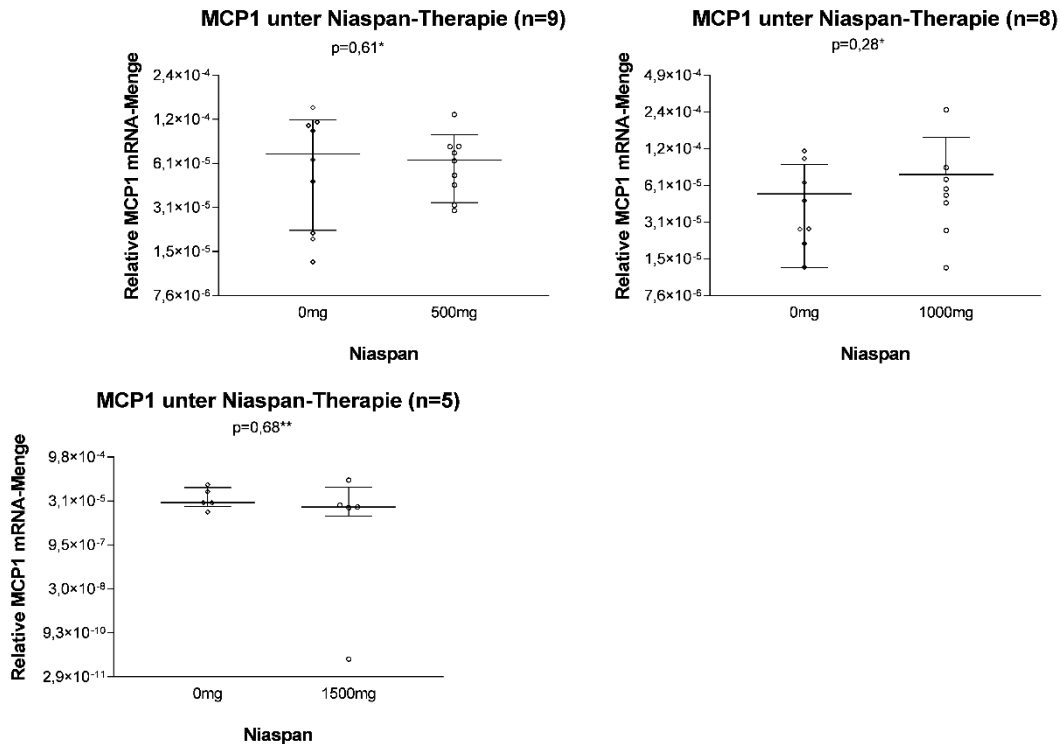 MCP1 unter Niaspan-Therapie (n=9)
p=0,61*
Relative MCP1 mRNA-Menge
2,4×10⁻⁴
1,2×10⁻⁴
6,1×10⁻⁵
3,1×10⁻⁵
1,5×10⁻⁵
7,6×10⁻⁶
0mg 500mg
Niaspan
MCP1 unter Niaspan-Therapie (n=8)
p=0,28*
Relative MCP1 mRNA-Menge
4,9×10⁻⁴
2,4×10⁻⁴
1,2×10⁻⁴
6,1×10⁻⁵
3,1×10⁻⁵
1,5×10⁻⁵
7,6×10⁻⁶
0mg 1000mg
Niaspan
MCP1 unter Niaspan-Therapie (n=5)
p=0,68**
Relative MCP1 mRNA-Menge
9,8×10⁻⁴
3,1×10⁻⁵
9,5×10⁻⁷
3,0×10⁻⁸
9,3×10⁻¹⁰
2,9×10⁻¹¹
0mg 1500mg
Niaspan